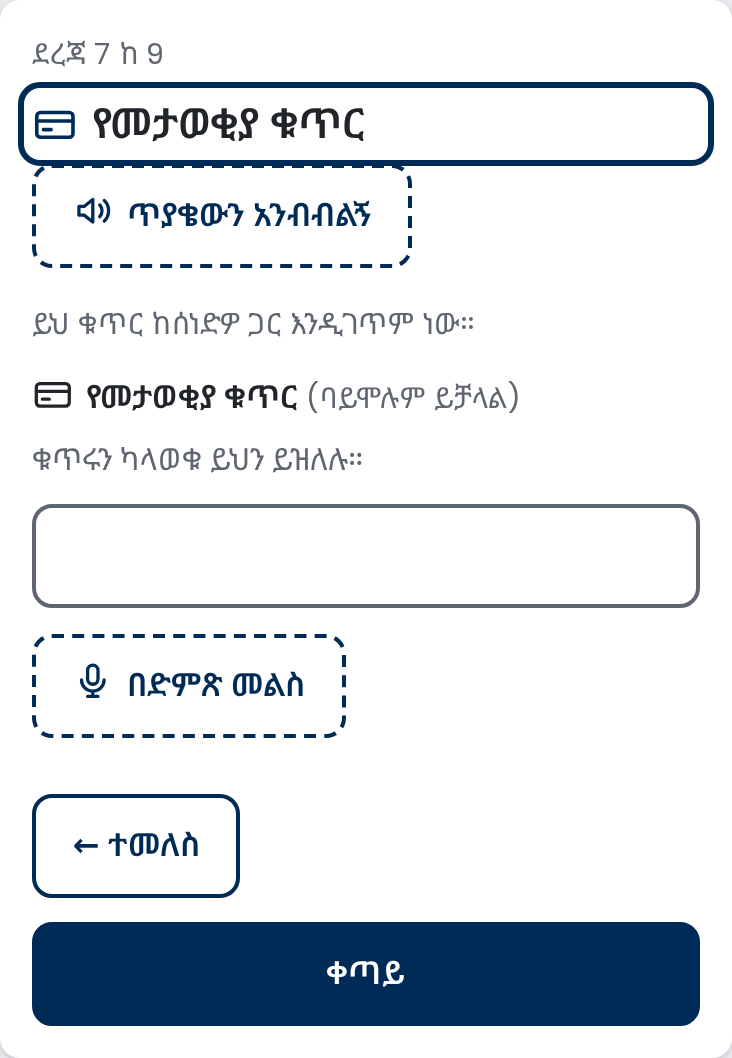 ደረጃ 7 ከ 9
የመታወቂያ ቁጥር
ጥያቄውን አንብብልኝ
ይህ ቁጥር ከሰነድዎ ጋር እንዲገጥም ነው።
የመታወቂያ ቁጥር (ባይሞሉም ይቻላል)
ቁጥሩን ካላወቁ ይህን ይዝለሉ።
በድምጽ መልስ
← ተመለስ
ቀጣይ